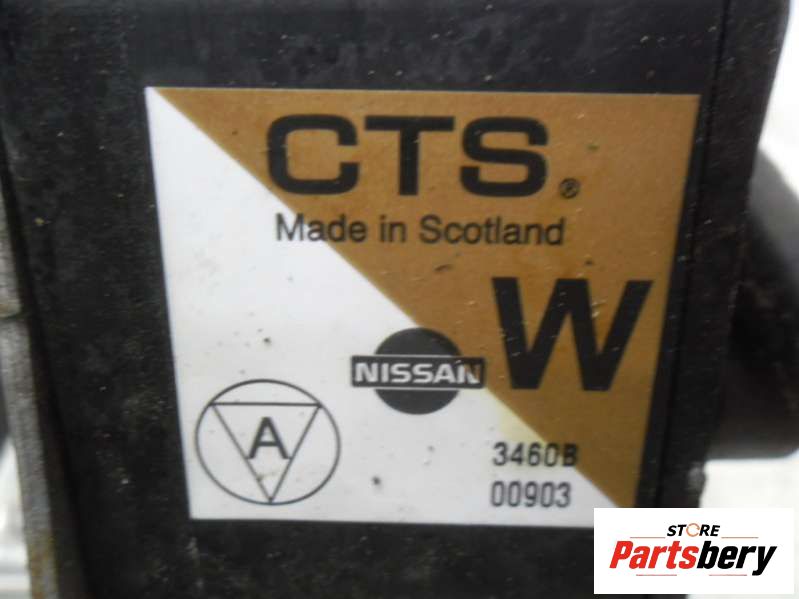 CTS®
Made in Scotland
W
NISSAN
A
3460B
00903
STORE
Partsbery